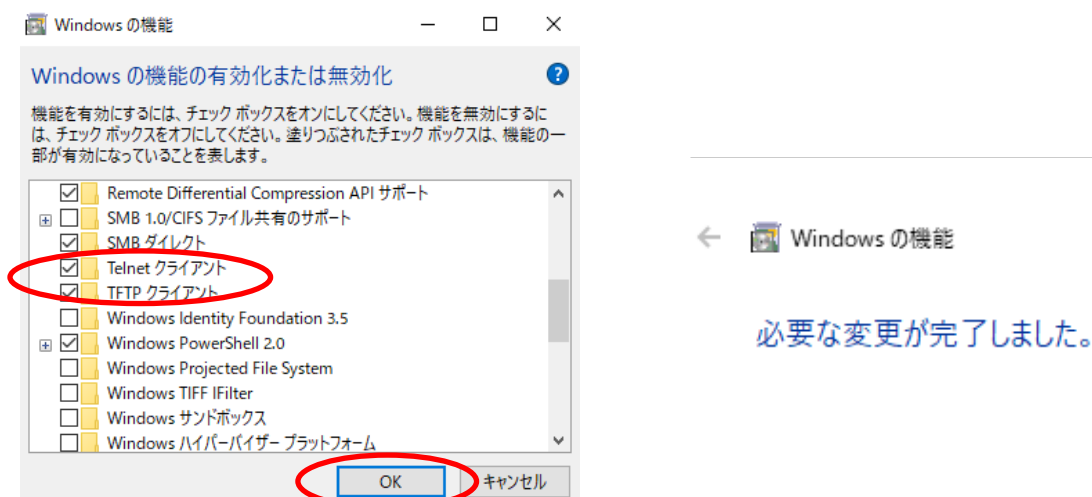 Windows の機能
Windows の機能の有効化または無効化
機能を有効にするには、チェック ボックスをオンにしてください。機能を無効にするに
は、チェック ボックスをオフにしてください。塗りつぶされたチェック ボックスは、機能の一
部が有効になっていることを表します。
Remote Differential Compression API サポート
SMB 1.0/CIFS ファイル共有のサポート
SMB ダイレクト
Telnet クライアント
TFTP クライアント
Windows Identity Foundation 3.5
Windows PowerShell 2.0
Windows Projected File System
Windows TIFF IFilter
Windows サンドボックス
Windows ハイパーバイザー プラットフォーム
OK
キャンセル
Windows の機能
必要な変更が完了しました。